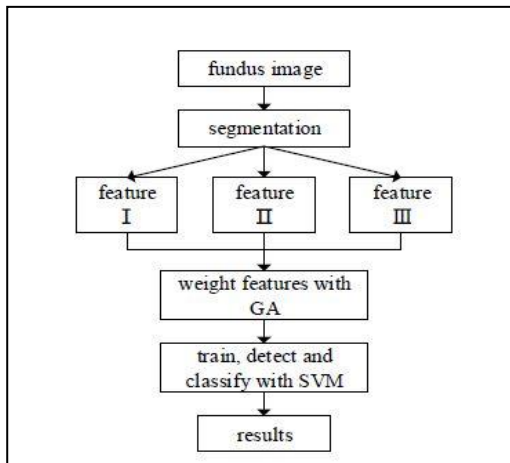 fundus image
segmentation
feature
Ⅰ
feature
Ⅱ
feature
Ⅲ
weight features with
GA
train, detect and
classify with SVM
results